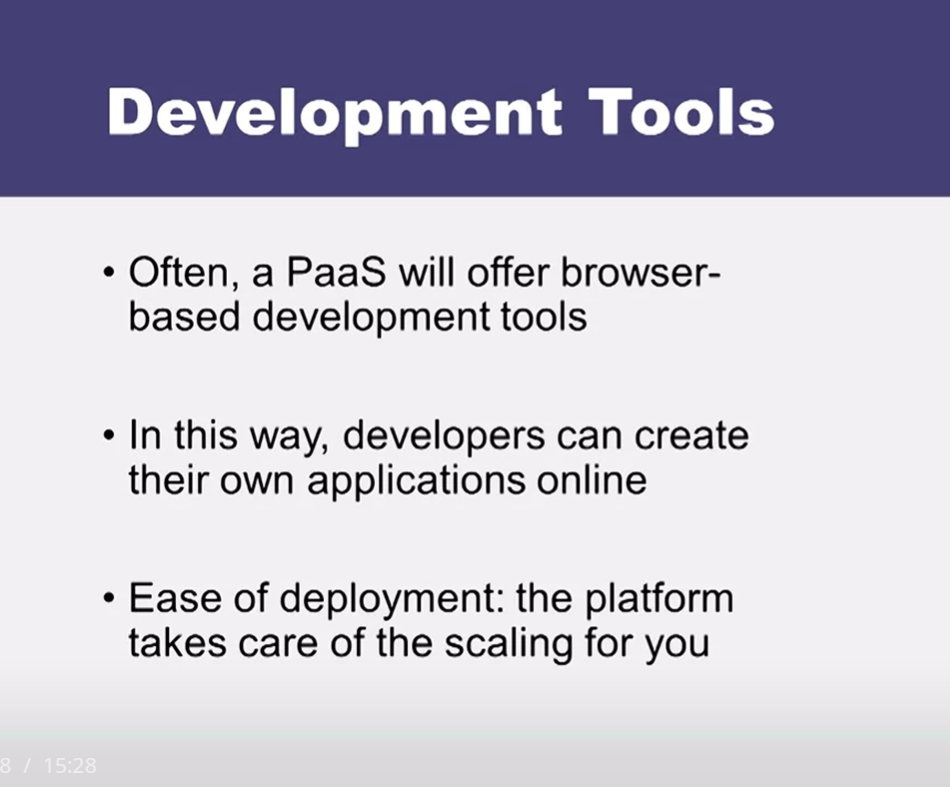 Development Tools
• Often, a PaaS will offer browser-
based development tools
• In this way, developers can create
their own applications online
• Ease of deployment: the platform
takes care of the scaling for you
8 / 15:28